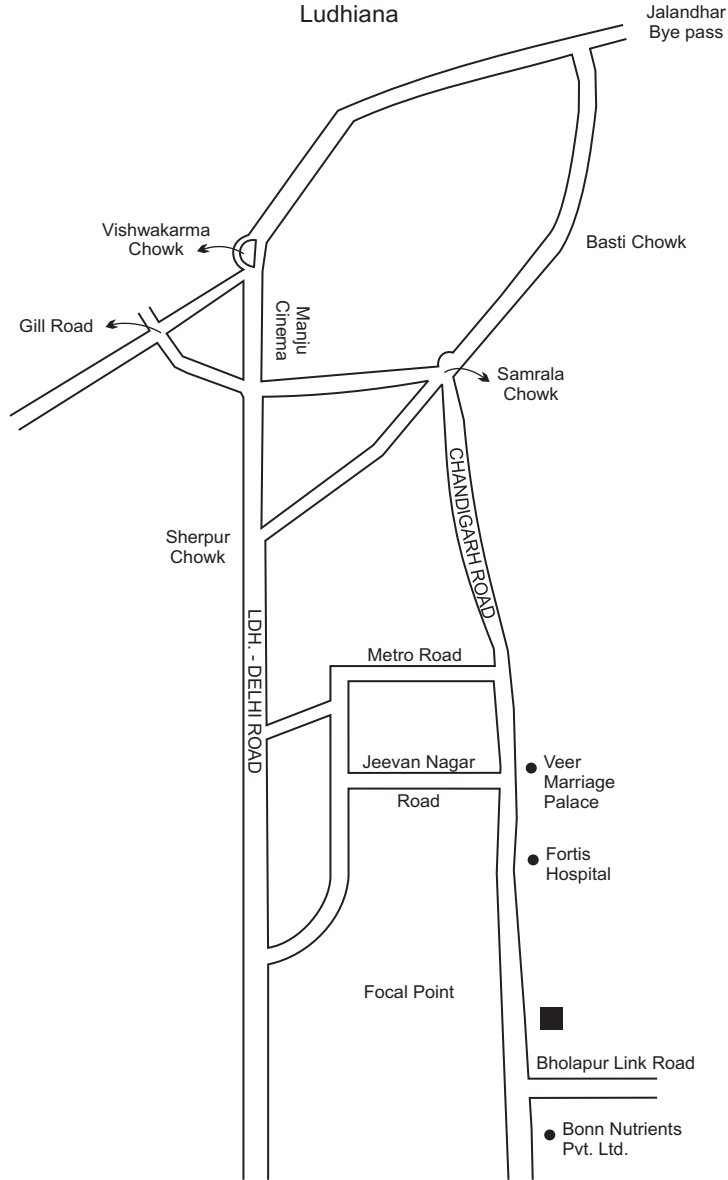 Ludhiana
Jalandhar
Bye pass
Vishwakarma
Chowk
Basti Chowk
Gill Road
Manju
Cinema
Samrala
Chowk
CHANDIGARH ROAD
Sherpur
Chowk
LDH. - DELHI ROAD
Metro Road
Jeevan Nagar
Road
Veer
Marriage
Palace
Fortis
Hospital
Focal Point
Bholapur Link Road
Bonn Nutrients
Pvt. Ltd.